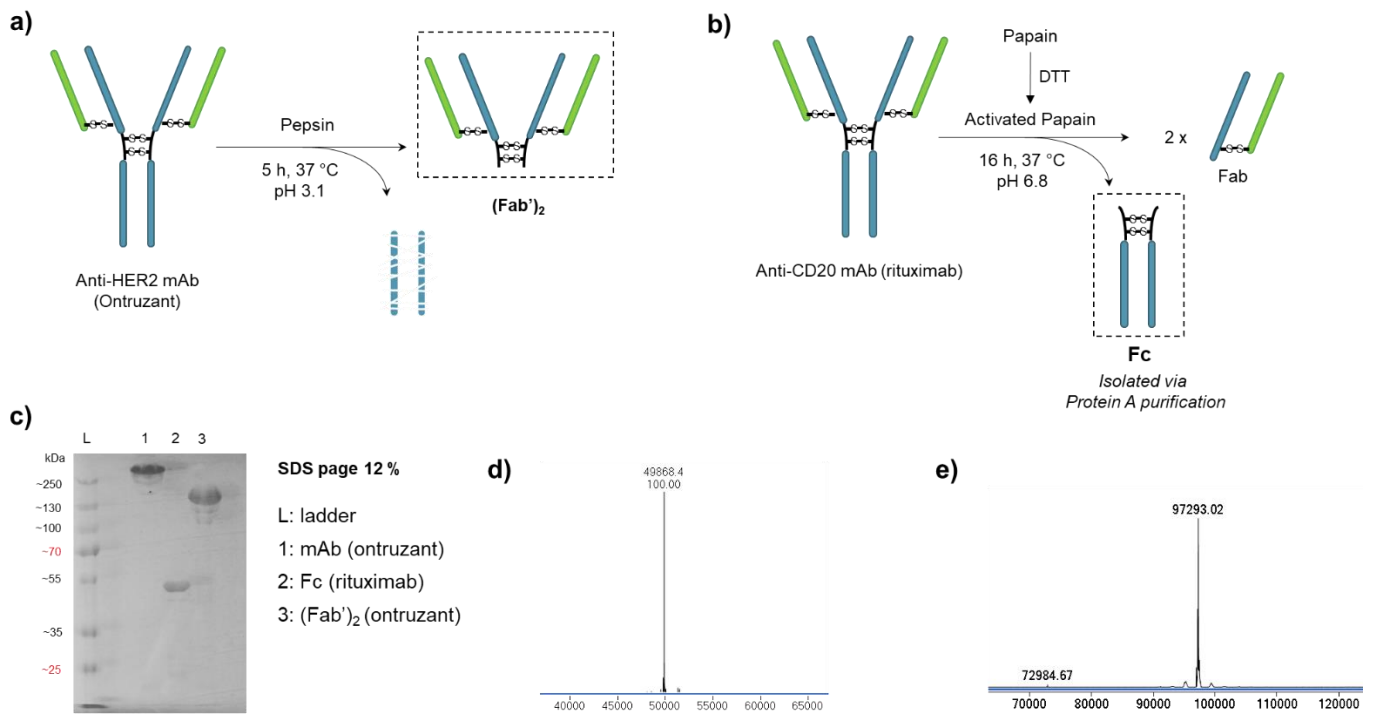 a)
Pepsin
5 h, 37 °C
pH 3.1
S S
S S
S S
S S
Anti-HER2 mAb
(Ontruzant)
S S
S S
S S
S S
(Fab')₂
b)
Papain
DTT
Activated Papain
16 h, 37 °C
pH 6.8
S S
S S
S S
S S
Anti-CD20 mAb (rituximab)
2 x
S S
Fab
S S
S S
Fc
Isolated via
Protein A purification
c)
L 1 2 3
kDa
~250
~130
~100
~70
~55
~35
~25
SDS page 12 %
L: ladder
1: mAb (ontruzant)
2: Fc (rituximab)
3: (Fab')₂ (ontruzant)
d)
49868.4
100.00
40000 45000 50000 55000 60000 65000
e)
97293.02
72984.67
70000 80000 90000 100000 110000 120000